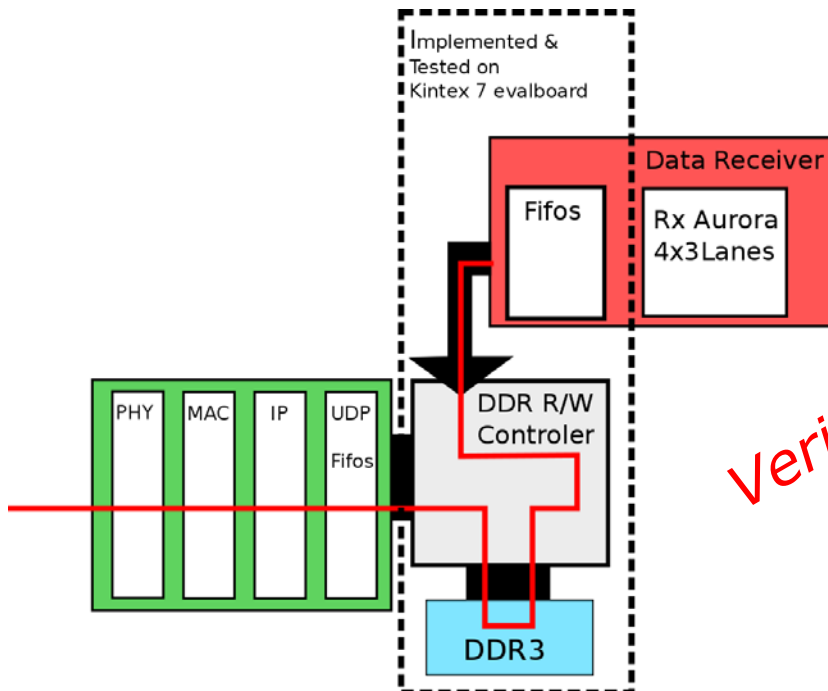 Implemented &
Tested on
Kintex 7 evalboard
Data Receiver
Fifos
Rx Aurora
4x3Lanes
PHY
MAC
IP
UDP
Fifos
DDR R/W
Controler
DDR3